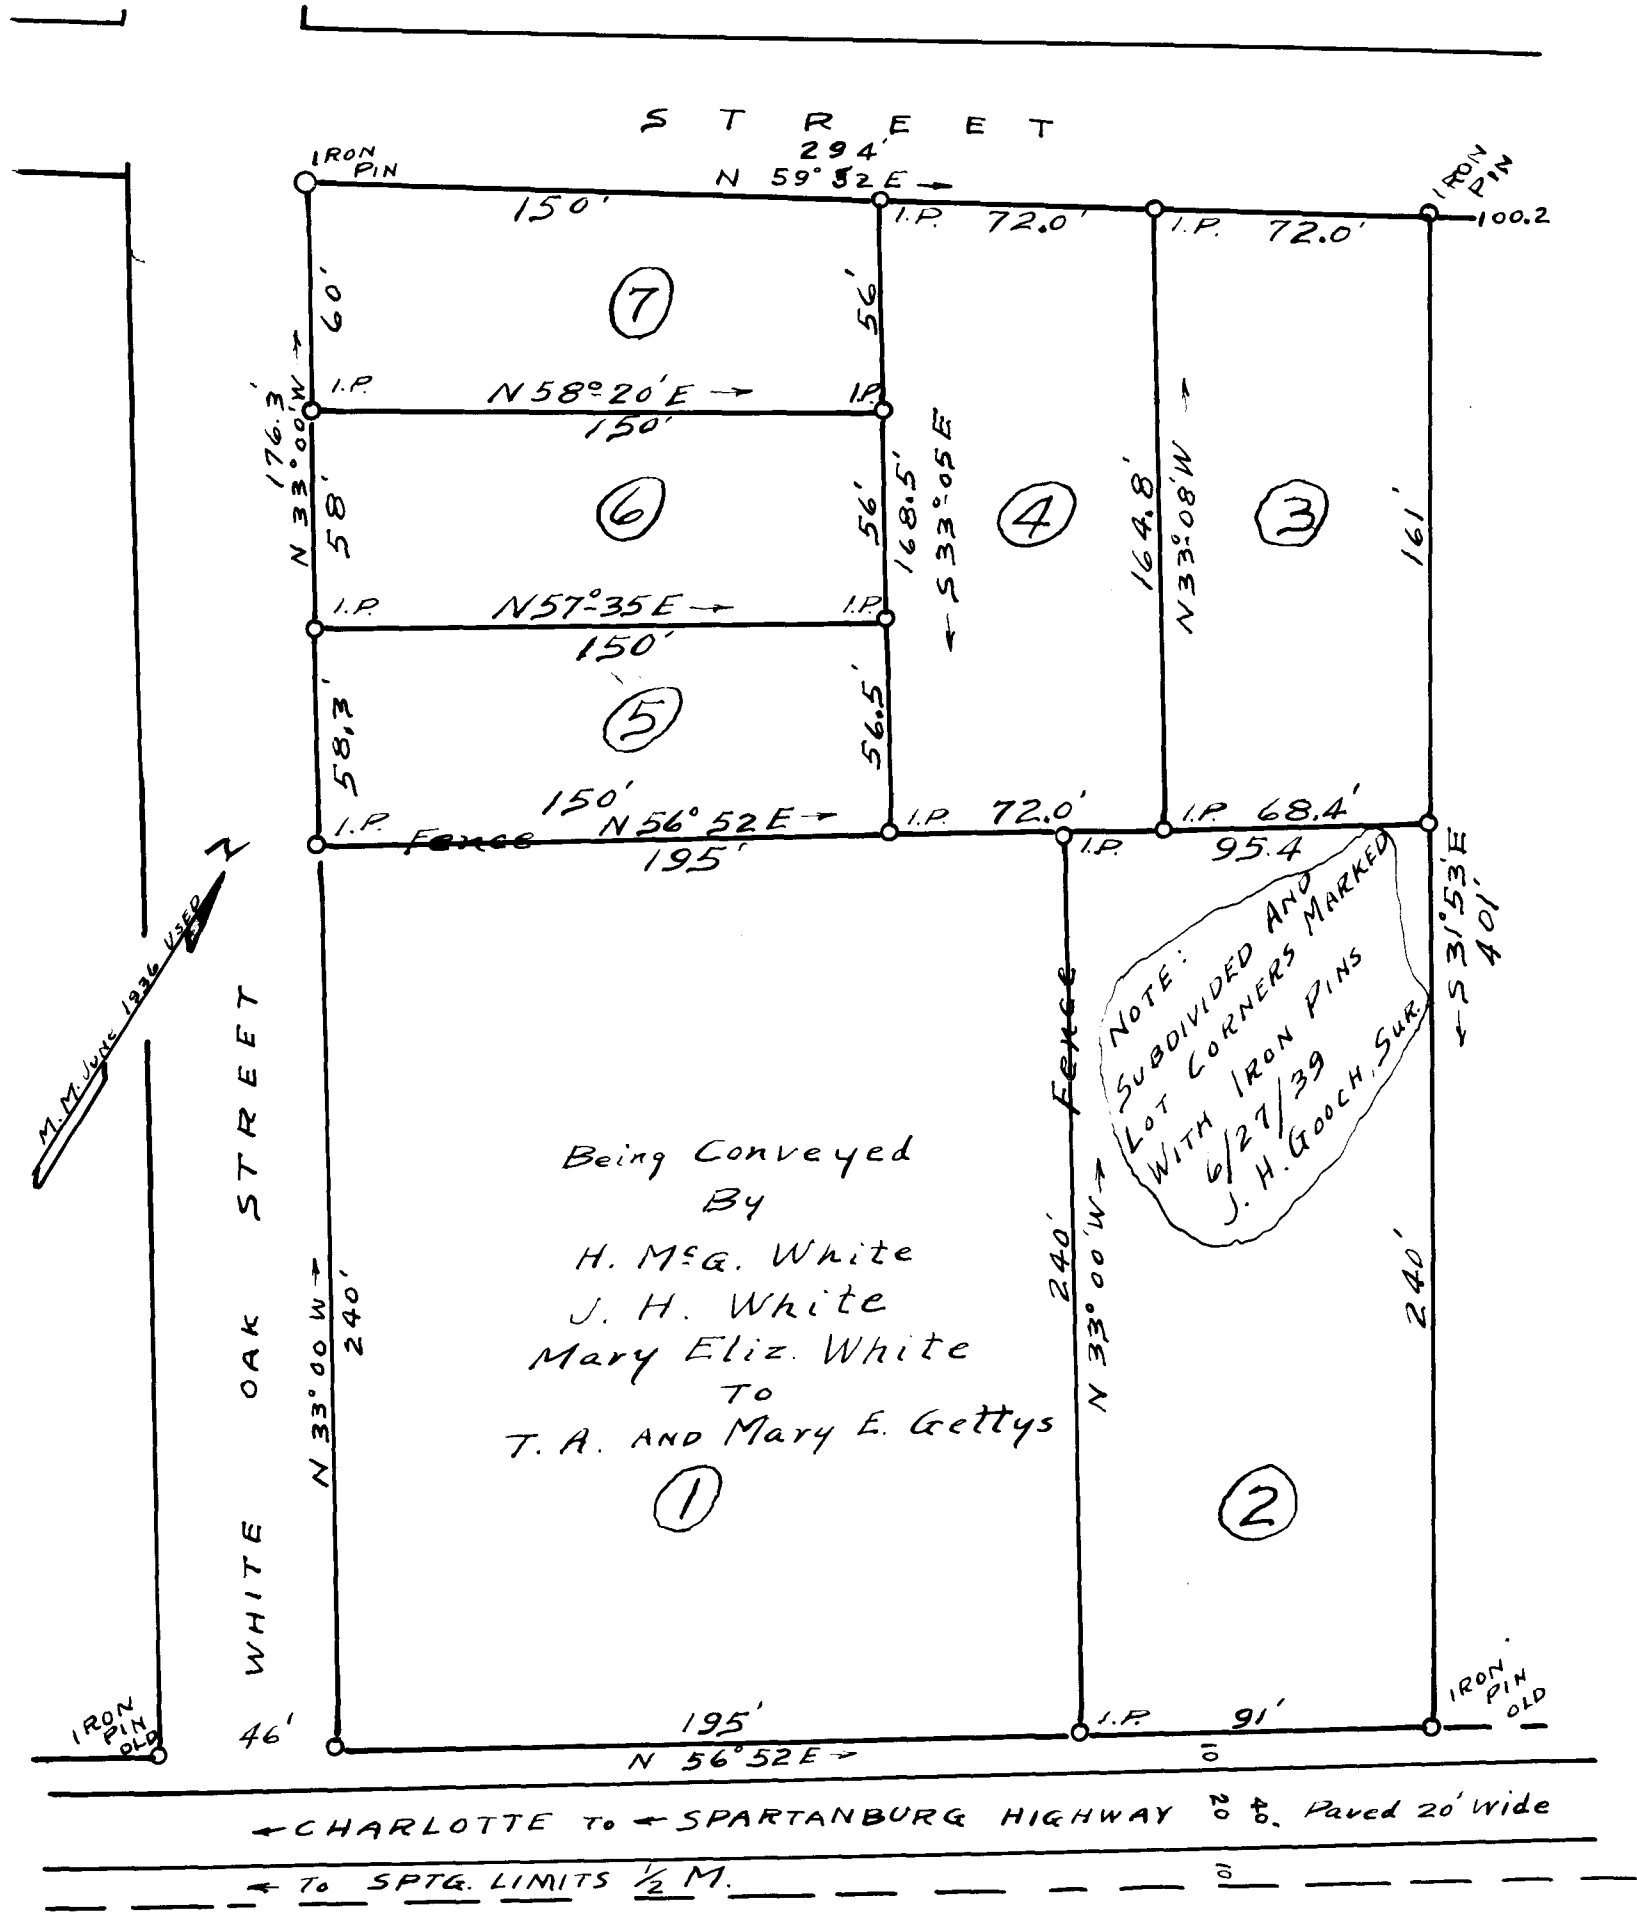 STREET
294'
N 59° 52 E →
IRON
PIN
IRON
PIN
100.2
150'
I.P.
72.0'
I.P.
72.0'
60'
7
56'
176.3'
N 33° 00' W →
I.P.
N 58° 20' E →
I.P.
150'
58'
6
56'
168.5'
← S 33°-05 E
4
164.8'
N 33°-08' W →
3
161'
I.P.
N 57°-35 E →
I.P.
150'
58.3'
5
56.5'
150'
I.P.
Fence
N 56° 52 E →
I.P.
72.0'
I.P.
68.4'
195'
I.P.
95.4
← S 31° 53' E
401'
N
M.M. June 1936 USED
NOTE:
SUBDIVIDED AND
LOT CORNERS MARKED
WITH IRON PINS
6/27/39
J. H. GOOCH, SUR.
Fence
WHITE OAK STREET
N 33° 00 W →
240'
Being Conveyed
By
H. McG. White
J. H. White
Mary Eliz. White
TO
T. A. AND Mary E. Gettys
1
240'
N 33° 00' W →
2
240'
IRON
PIN
OLD
46'
195'
N 56° 52 E →
I.P.
91'
IRON
PIN
OLD
10
← CHARLOTTE To ← SPARTANBURG HIGHWAY 20 40. Paved 20' Wide
← To SPTG. LIMITS ½ M.
10